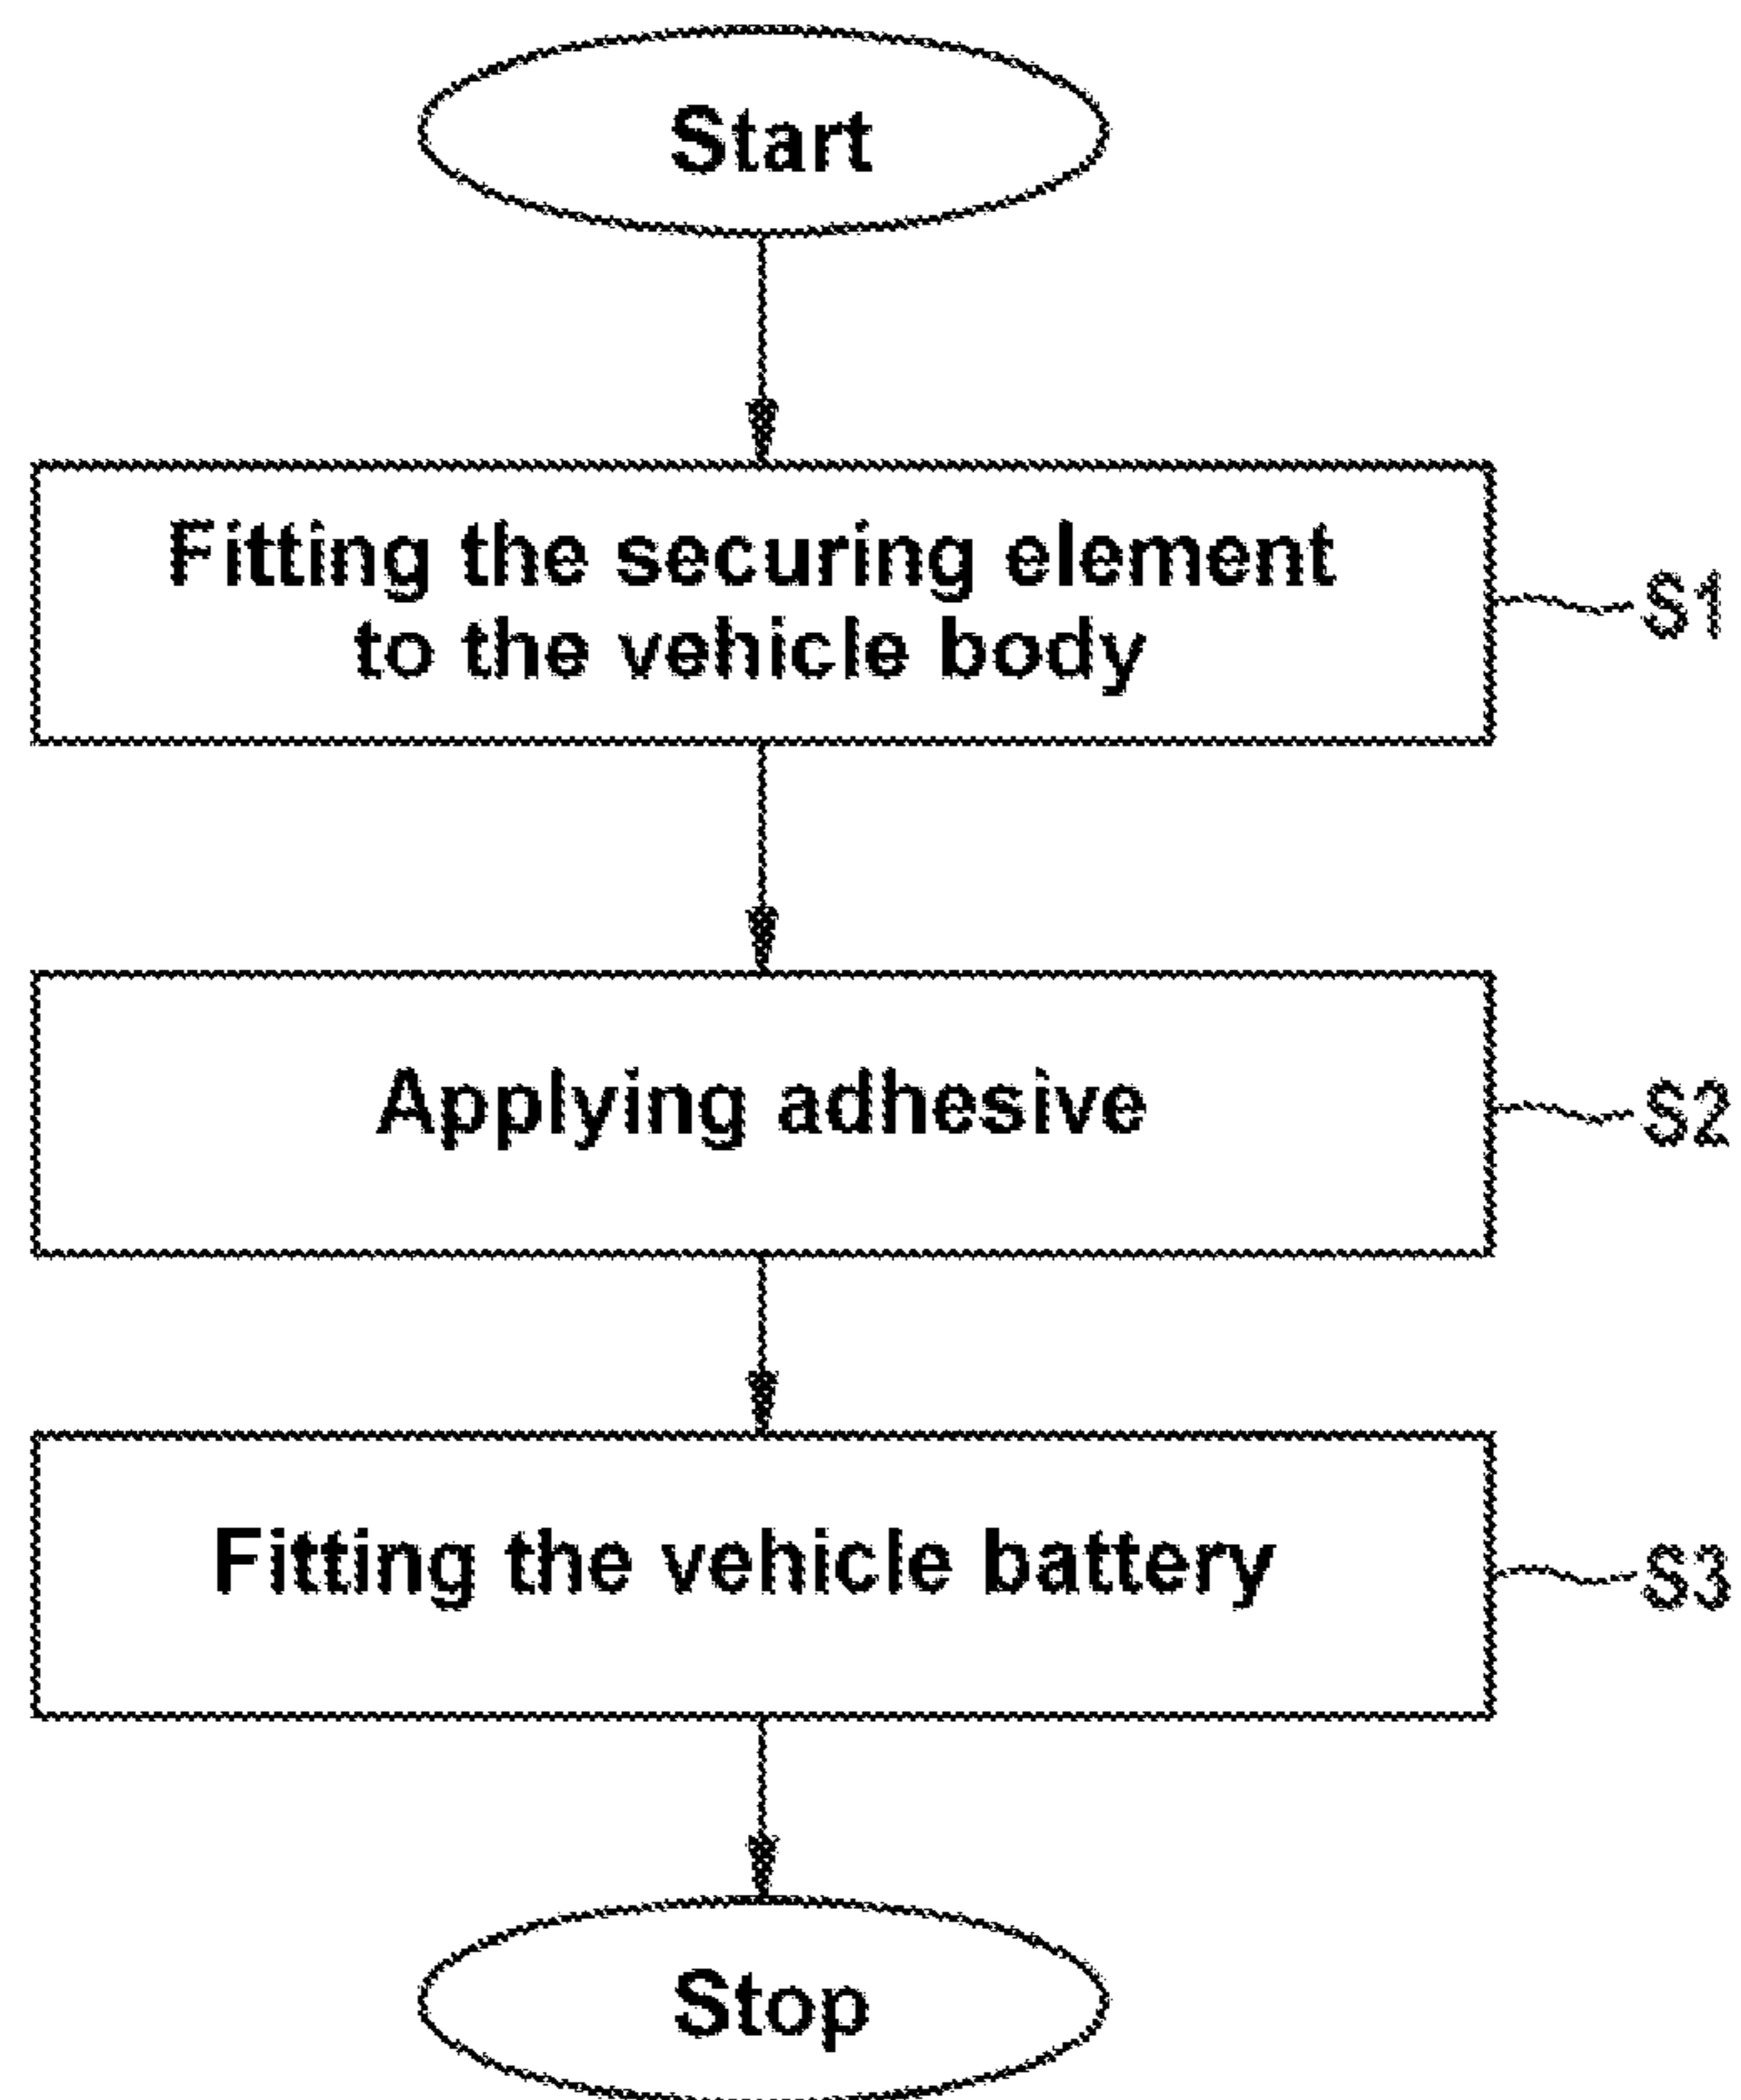 Start
Fitting the securing element
to the vehicle body
S1
Applying adhesive
S2
Fitting the vehicle battery
S3
Stop